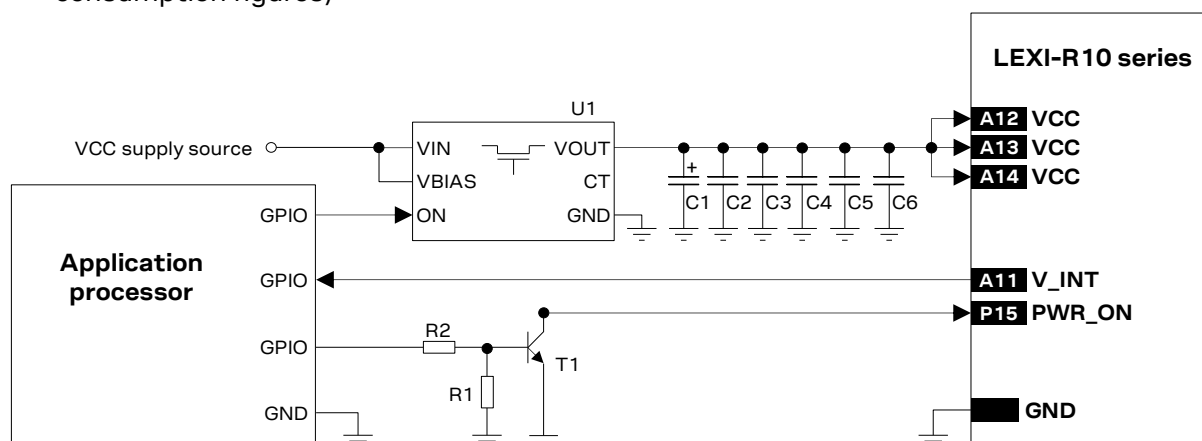 consumption figures)
LEXI-R10 series
U1
A12 VCC
VCC supply source
VIN
VOUT
A13 VCC
VBIAS
CT
+
C1
C2
C3
C4
C5
C6
A14 VCC
GPIO
ON
GND
Application
processor
GPIO
A11 V_INT
P15 PWR_ON
GPIO
R2
T1
R1
GND
GND